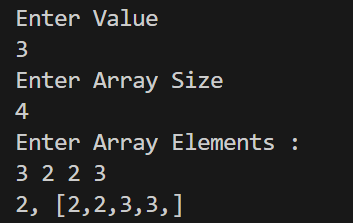 Enter Value
3
Enter Array Size
4
Enter Array Elements :
3 2 2 3
2, [2,2,3,3,]